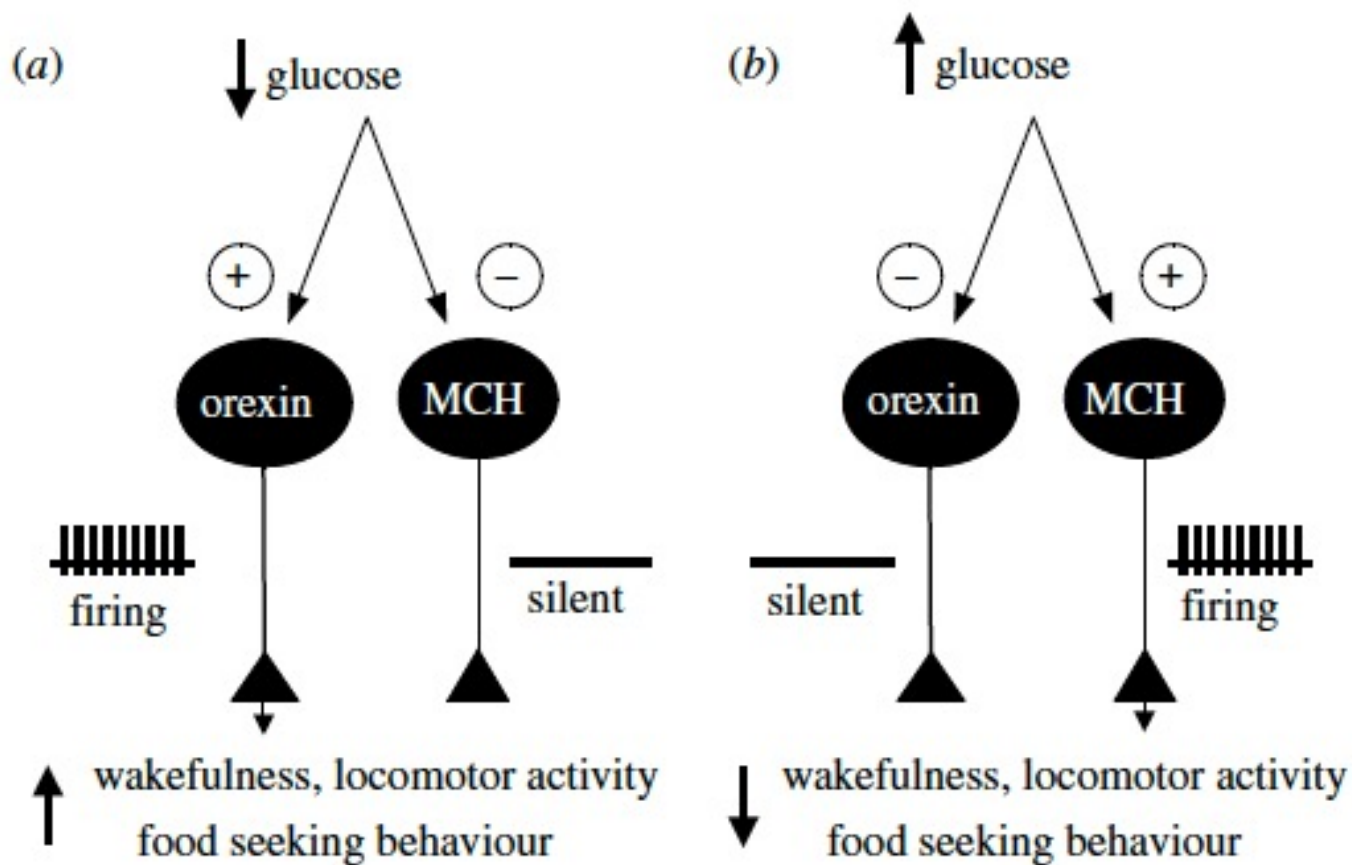 (a)
glucose
+
–
orexin
MCH
firing
silent
wakefulness, locomotor activity
food seeking behaviour
(b)
glucose
–
+
orexin
MCH
silent
firing
wakefulness, locomotor activity
food seeking behaviour